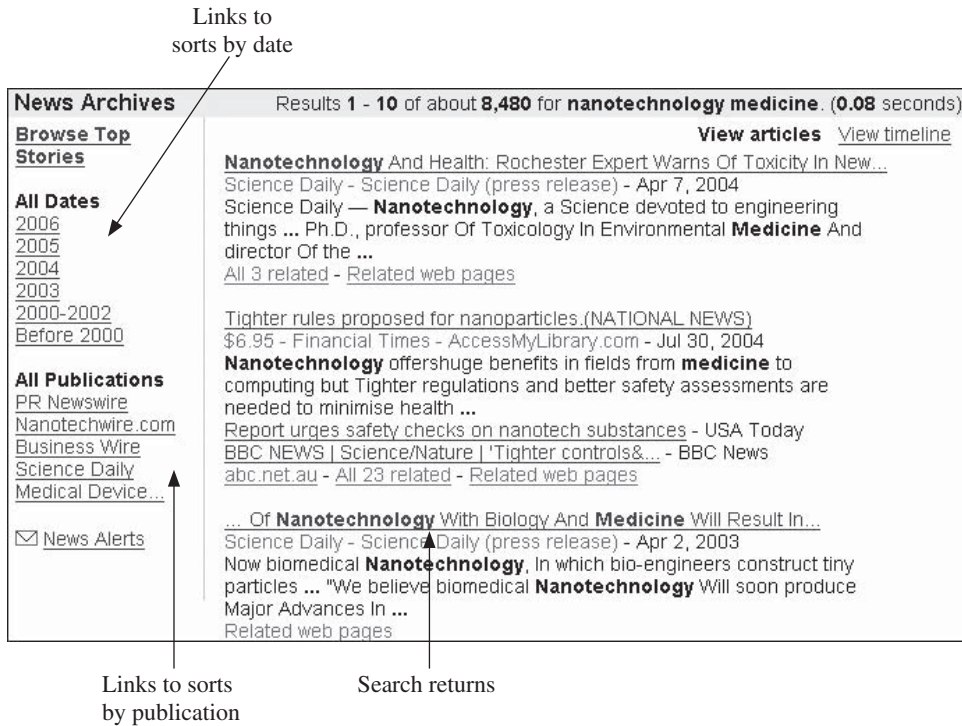 Links to
sorts by date
News Archives
Results 1 - 10 of about 8,480 for nanotechnology medicine. (0.08 seconds)
Browse Top
Stories
All Dates
2006
2005
2004
2003
2000-2002
Before 2000
All Publications
PR Newswire
Nanotechwire.com
Business Wire
Science Daily
Medical Device...
News Alerts
View articles View timeline
Nanotechnology And Health: Rochester Expert Warns Of Toxicity In New...
Science Daily - Science Daily (press release) - Apr 7, 2004
Science Daily — Nanotechnology, a Science devoted to engineering
things ... Ph.D., professor Of Toxicology In Environmental Medicine And
director Of the ...
All 3 related - Related web pages
Tighter rules proposed for nanoparticles.(NATIONAL NEWS)
$6.95 - Financial Times - AccessMyLibrary.com - Jul 30, 2004
Nanotechnology offershuge benefits in fields from medicine to
computing but Tighter regulations and better safety assessments are
needed to minimise health ...
Report urges safety checks on nanotech substances - USA Today
BBC NEWS | Science/Nature | 'Tighter controls&... - BBC News
abc.net.au - All 23 related - Related web pages
... Of Nanotechnology With Biology And Medicine Will Result In...
Science Daily - Science Daily (press release) - Apr 2, 2003
Now biomedical Nanotechnology, In which bio-engineers construct tiny
particles ... "We believe biomedical Nanotechnology Will soon produce
Major Advances In ...
Related web pages
Links to sorts
by publication
Search returns